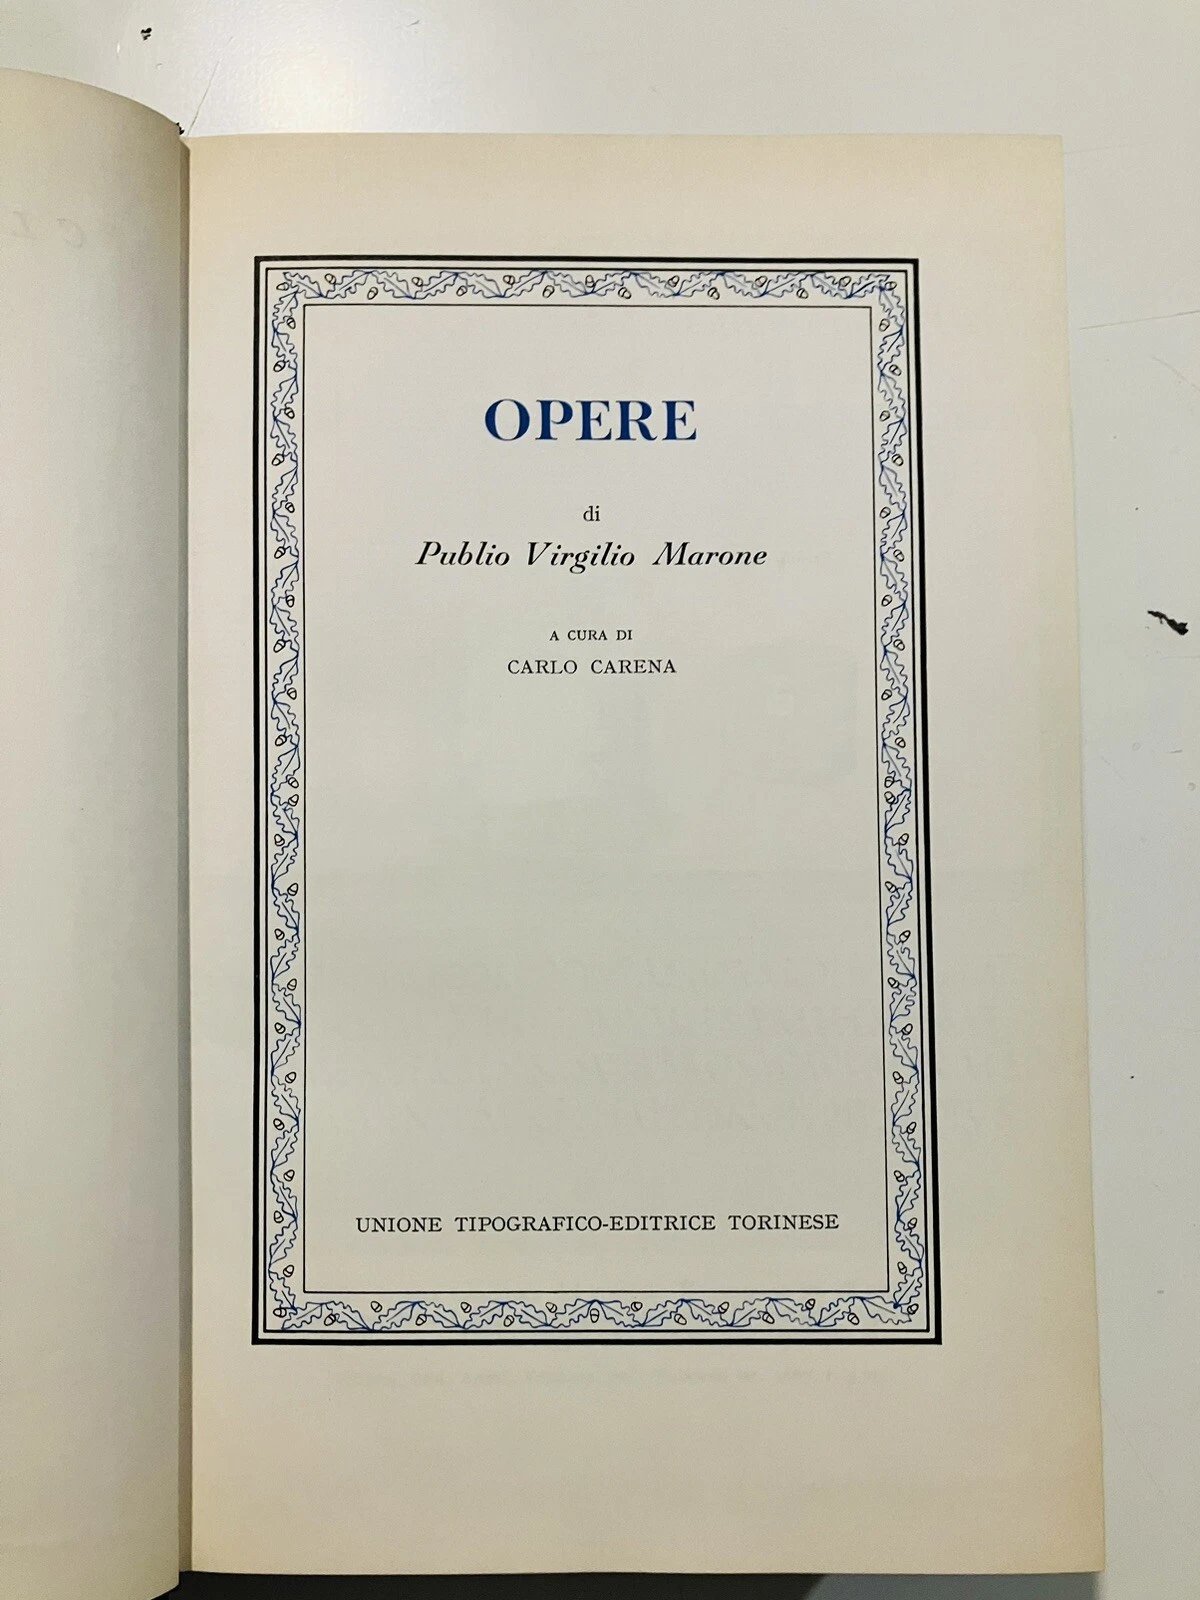 OPERE
di
Publio Virgilio Marone
A CURA DI
CARLO CARENA
UNIONE TIPOGRAFICO-EDITRICE TORINESE